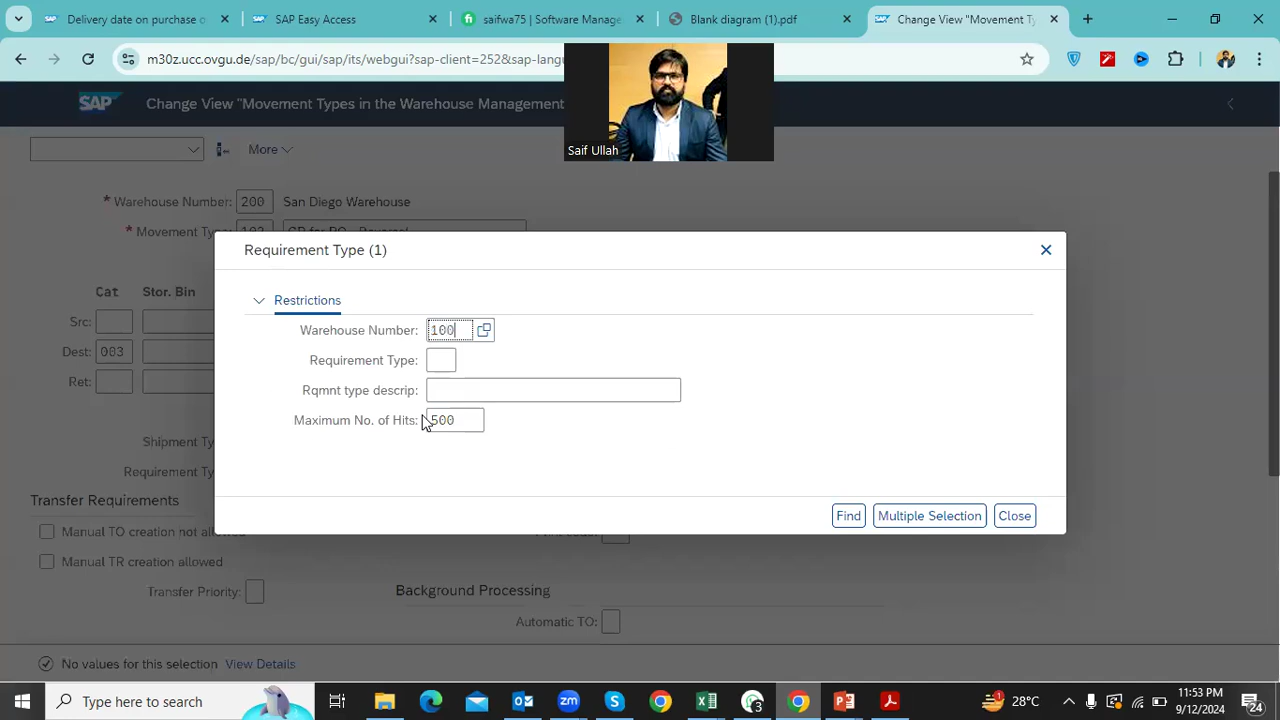 Delivery date on purchase o
SAP Easy Access
saifwa75 | Software Manage
Blank diagram (1).pdf
Change View "Movement Ty
m30z.ucc.ovgu.de/sap/bc/gui/sap/its/webgui?sap-client=252&sap-langu
SAP
Change View "Movement Types in the Warehouse Management
Saif Ullah
More
* Warehouse Number: 200 San Diego Warehouse
* Movement Type: 102 GR for PO - Reversal
Requirement Type (1)
Restrictions
Cat Stor. Bin
Src:
Dest: 003
Ret:
Warehouse Number: 100
Requirement Type:
Rqmnt type descrip:
Maximum No. of Hits: 500
Shipment Ty
Requirement Ty
Find Multiple Selection Close
Transfer Requirements
Manual TO creation not allowed
Manual TR creation allowed
Transfer Priority:
Background Processing
Automatic TO:
No values for this selection View Details
Type here to search
3
1
28°C
11:53 PM
9/12/2024
24